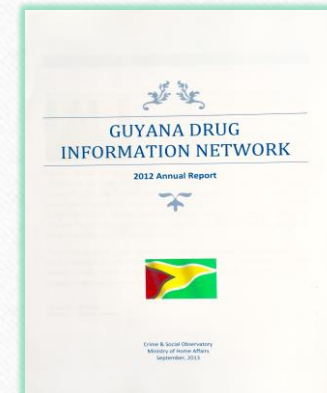 GUYANA DRUG
INFORMATION NETWORK
2012 Annual Report
Crime & Social Observatory
Ministry of Home Affairs
September, 2013